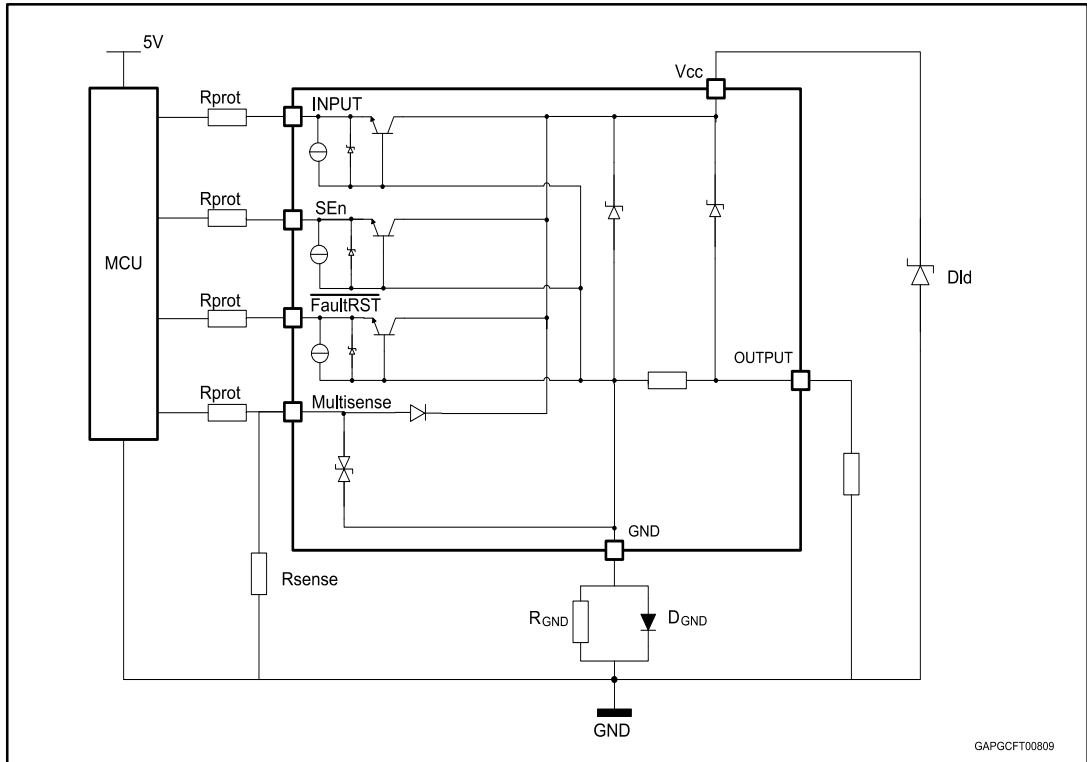 5V
Vcc
Rprot
INPUT
Rprot
SEn
MCU
Dld
Rprot
FaultRST
OUTPUT
Rprot
Multisense
GND
Rsense
RGND
DGND
GND
GAPGCFT00809